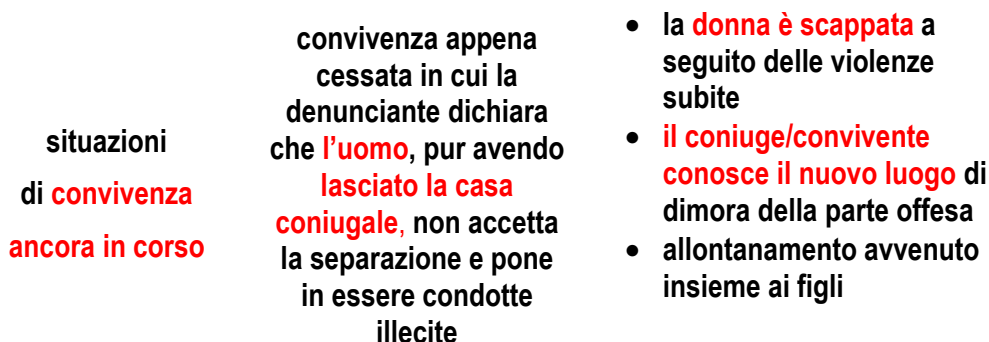 situazioni
di convivenza
ancora in corso
convivenza appena
cessata in cui la
denunciante dichiara
che l'uomo, pur avendo
lasciato la casa
coniugale, non accetta
la separazione e pone
in essere condotte
illecite
• la donna è scappata a
seguito delle violenze
subite
• il coniuge/convivente
conosce il nuovo luogo di
dimora della parte offesa
• allontanamento avvenuto
insieme ai figli